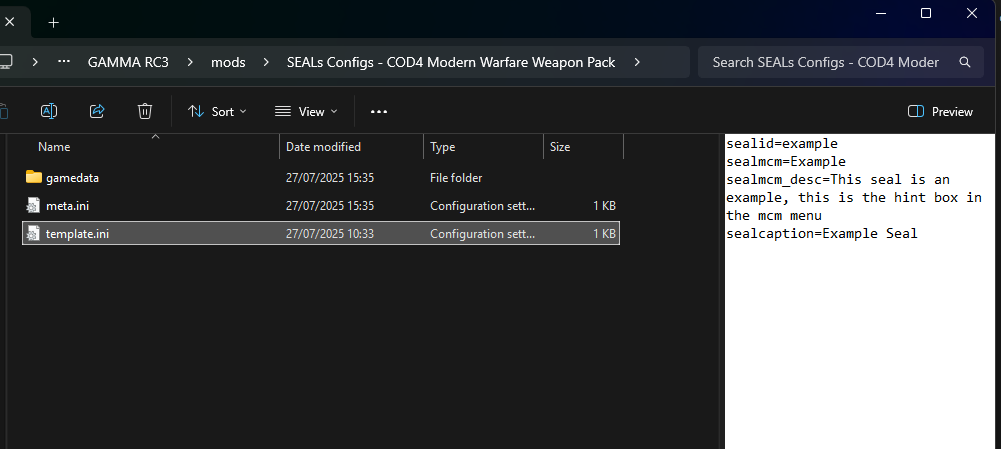 GAMMA RC3 mods SEALs Configs - COD4 Modern Warfare Weapon Pack Search SEALs Configs - COD4 Moder
Sort View Preview
Name Date modified Type Size
gamedata 27/07/2025 15:35 File folder
meta.ini 27/07/2025 15:35 Configuration sett... 1 KB
template.ini 27/07/2025 10:33 Configuration sett... 1 KB
sealid=example
sealmcm=Example
sealmcm_desc=This seal is an
example, this is the hint box in
the mcm menu
sealcaption=Example Seal